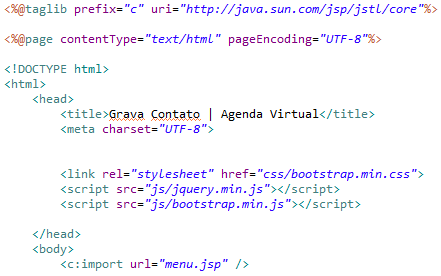 <%@taglib prefix="c" uri="http://java.sun.com/jsp/jstl/core"%>
<%@page contentType="text/html" pageEncoding="UTF-8"%>
<!DOCTYPE html>
<html>
<head>
<title>Grava Contato | Agenda Virtual</title>
<meta charset="UTF-8">
<link rel="stylesheet" href="css/bootstrap.min.css">
<script src="js/jquery.min.js"></script>
<script src="js/bootstrap.min.js"></script>
</head>
<body>
<c:import url="menu.jsp" />